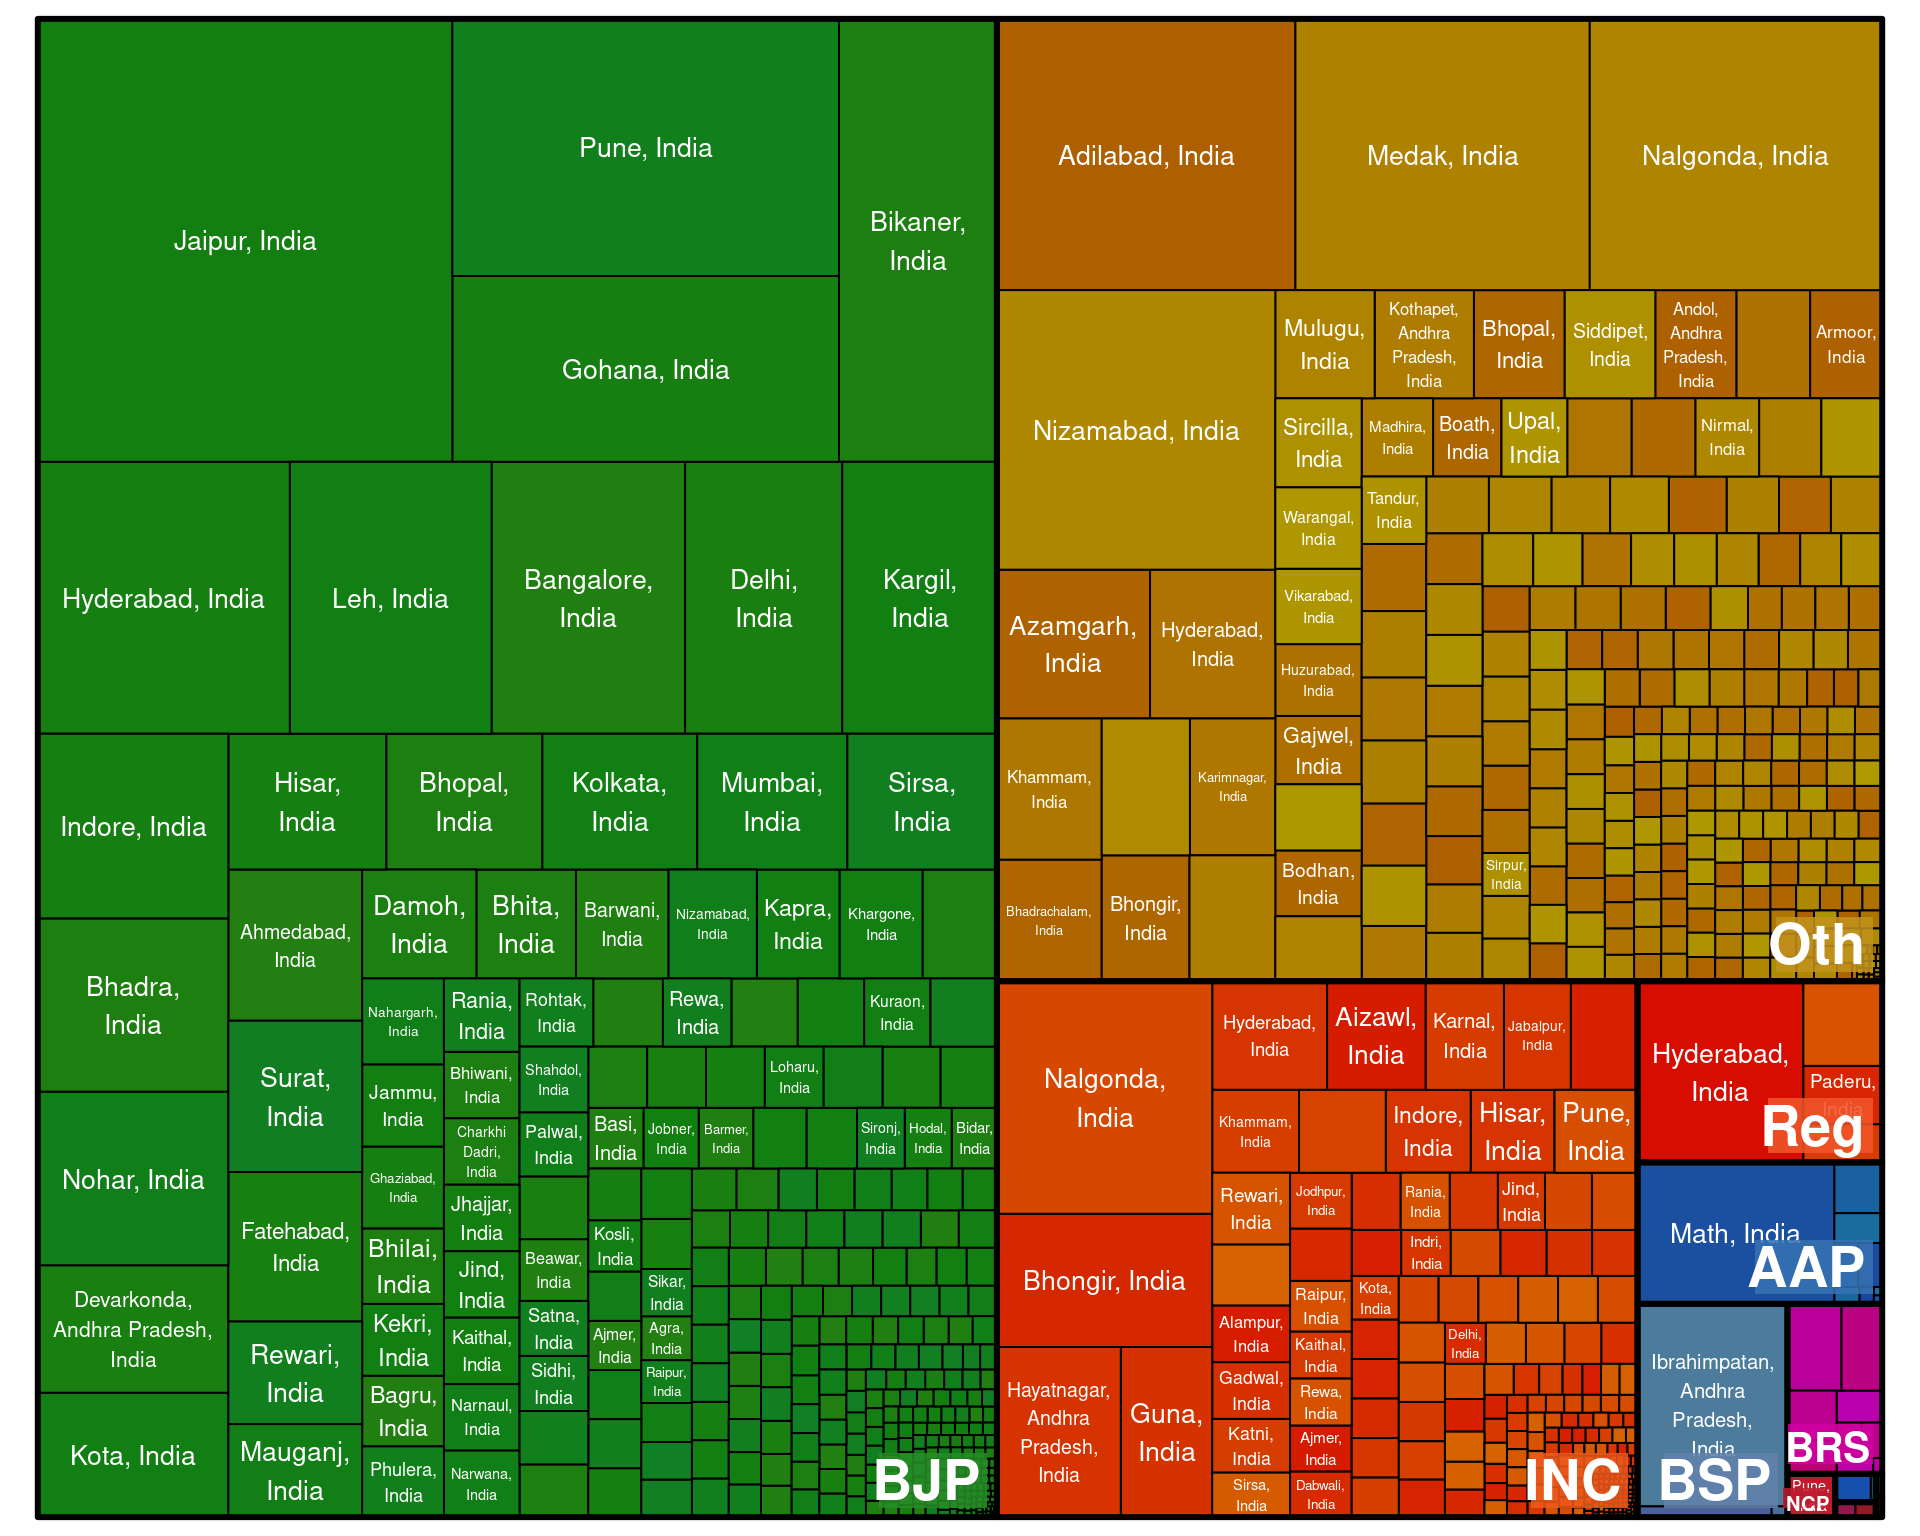 Jaipur, India
Pune, India
Bikaner,
India
Gohana, India
Hyderabad, India
Leh, India
Bangalore,
India
Delhi,
India
Kargil,
India
Indore, India
Hisar,
India
Bhopal,
India
Kolkata,
India
Mumbai,
India
Sirsa,
India
Bhadra,
India
Ahmedabad,
India
Damoh,
India
Bhita,
India
Barwani,
India
Nizamabad,
India
Kapra,
India
Khargone,
India
Nohar, India
Surat,
India
Nahargarh,
India
Rania,
India
Rohtak,
India
Rewa,
India
Kuraon,
India
Jammu,
India
Bhiwani,
India
Shahdol,
India
Loharu,
India
Charkhi
Dadri,
India
Palwal,
India
Basi,
India
Jobner,
India
Barmer,
India
Sironj,
India
Hodal,
India
Bidar,
India
Ghaziabad,
India
Fatehabad,
India
Jhajjar,
India
Kosli,
India
Devarkonda,
Andhra Pradesh,
India
Bhilai,
India
Jind,
India
Beawar,
India
Sikar,
India
Rewari,
India
Kekri,
India
Kaithal,
India
Satna,
India
Ajmer,
India
Agra,
India
Sidhi,
India
Raipur,
India
Kota, India
Mauganj,
India
Bagru,
India
Narnaul,
India
Phulera,
India
Narwana,
India
BJP
Adilabad, India
Medak, India
Nalgonda, India
Nizamabad, India
Mulugu,
India
Kothapet,
Andhra
Pradesh,
India
Bhopal,
India
Siddipet,
India
Andol,
Andhra
Pradesh,
India
Armoor,
India
Sircilla,
India
Madhira,
India
Boath,
India
Upal,
India
Nirmal,
India
Warangal,
India
Tandur,
India
Azamgarh,
India
Hyderabad,
India
Vikarabad,
India
Huzurabad,
India
Khammam,
India
Karimnagar,
India
Gajwel,
India
Bhadrachalam,
India
Bhongir,
India
Bodhan,
India
Sirpur,
India
Oth
Nalgonda,
India
Hyderabad,
India
Aizawl,
India
Karnal,
India
Jabalpur,
India
Khammam,
India
Indore,
India
Hisar,
India
Pune,
India
Bhongir, India
Rewari,
India
Jodhpur,
India
Rania,
India
Jind,
India
Indri,
India
Raipur,
India
Kota,
India
Alampur,
India
Kaithal,
India
Delhi,
India
Hayatnagar,
Andhra
Pradesh,
India
Guna,
India
Gadwal,
India
Rewa,
India
Katni,
India
Ajmer,
India
Sirsa,
India
Dabwali,
India
INC
Hyderabad,
India
Paderu,
India
Reg
Math, India
AAP
Ibrahimpatan,
Andhra
Pradesh,
India
BSP
BRS
Pune,
NCP